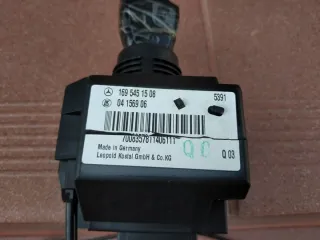 169 545 15 08
04 1569 06
5391
Made in Germany
Leopold Kostal GmbH & Co.KG
Q C
Q 03